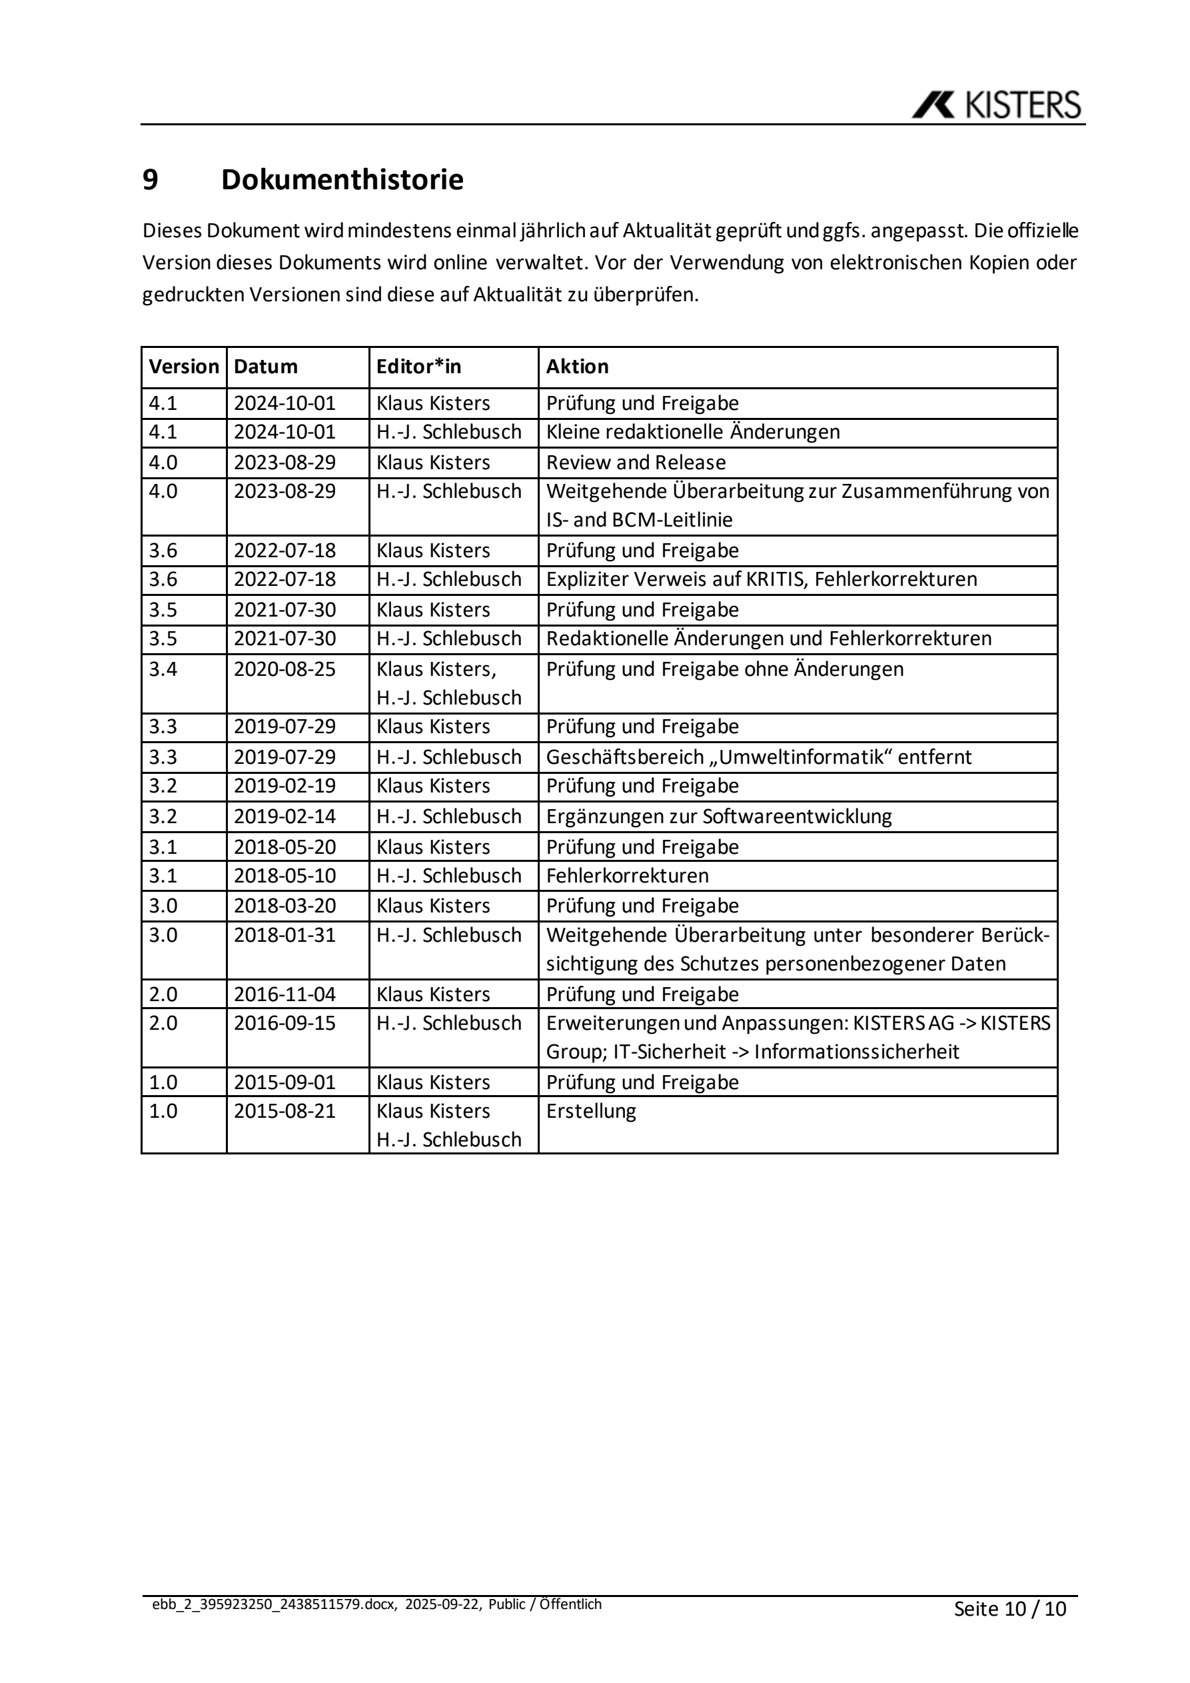 KISTERS
9 Dokumenthistorie
Dieses Dokument wird mindestens einmal jährlich auf Aktualität geprüft und ggfs. angepasst. Die offizielle
Version dieses Dokuments wird online verwaltet. Vor der Verwendung von elektronischen Kopien oder
gedruckten Versionen sind diese auf Aktualität zu überprüfen.
Version Datum Editor*in Aktion
4.1 2024-10-01 Klaus Kisters Prüfung und Freigabe
4.1 2024-10-01 H.-J. Schlebusch Kleine redaktionelle Änderungen
4.0 2023-08-29 Klaus Kisters Review and Release
4.0 2023-08-29 H.-J. Schlebusch Weitgehende Überarbeitung zur Zusammenführung von
IS- and BCM-Leitlinie
3.6 2022-07-18 Klaus Kisters Prüfung und Freigabe
3.6 2022-07-18 H.-J. Schlebusch Expliziter Verweis auf KRITIS, Fehlerkorrekturen
3.5 2021-07-30 Klaus Kisters Prüfung und Freigabe
3.5 2021-07-30 H.-J. Schlebusch Redaktionelle Änderungen und Fehlerkorrekturen
3.4 2020-08-25 Klaus Kisters, Prüfung und Freigabe ohne Änderungen
H.-J. Schlebusch
3.3 2019-07-29 Klaus Kisters Prüfung und Freigabe
3.3 2019-07-29 H.-J. Schlebusch Geschäftsbereich „Umweltinformatik“ entfernt
3.2 2019-02-19 Klaus Kisters Prüfung und Freigabe
3.2 2019-02-14 H.-J. Schlebusch Ergänzungen zur Softwareentwicklung
3.1 2018-05-20 Klaus Kisters Prüfung und Freigabe
3.1 2018-05-10 H.-J. Schlebusch Fehlerkorrekturen
3.0 2018-03-20 Klaus Kisters Prüfung und Freigabe
3.0 2018-01-31 H.-J. Schlebusch Weitgehende Überarbeitung unter besonderer Berück-
sichtigung des Schutzes personenbezogener Daten
2.0 2016-11-04 Klaus Kisters Prüfung und Freigabe
2.0 2016-09-15 H.-J. Schlebusch Erweiterungen und Anpassungen: KISTERS AG -> KISTERS
Group; IT-Sicherheit -> Informationssicherheit
1.0 2015-09-01 Klaus Kisters Prüfung und Freigabe
1.0 2015-08-21 Klaus Kisters Erstellung
H.-J. Schlebusch
ebb_2_395923250_2438511579.docx, 2025-09-22, Public / Öffentlich
Seite 10 / 10